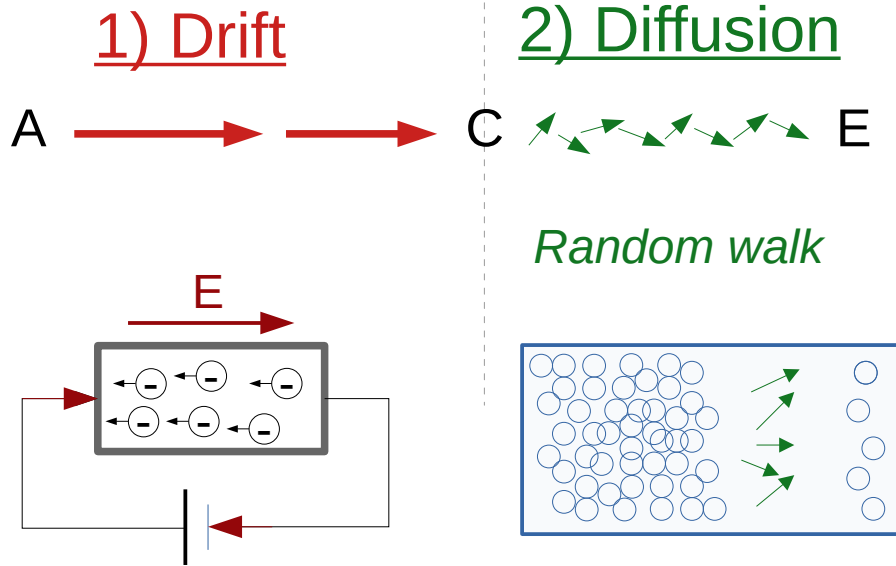 1) Drift
2) Diffusion
A
C
E
Random walk
E
- - -
- - -